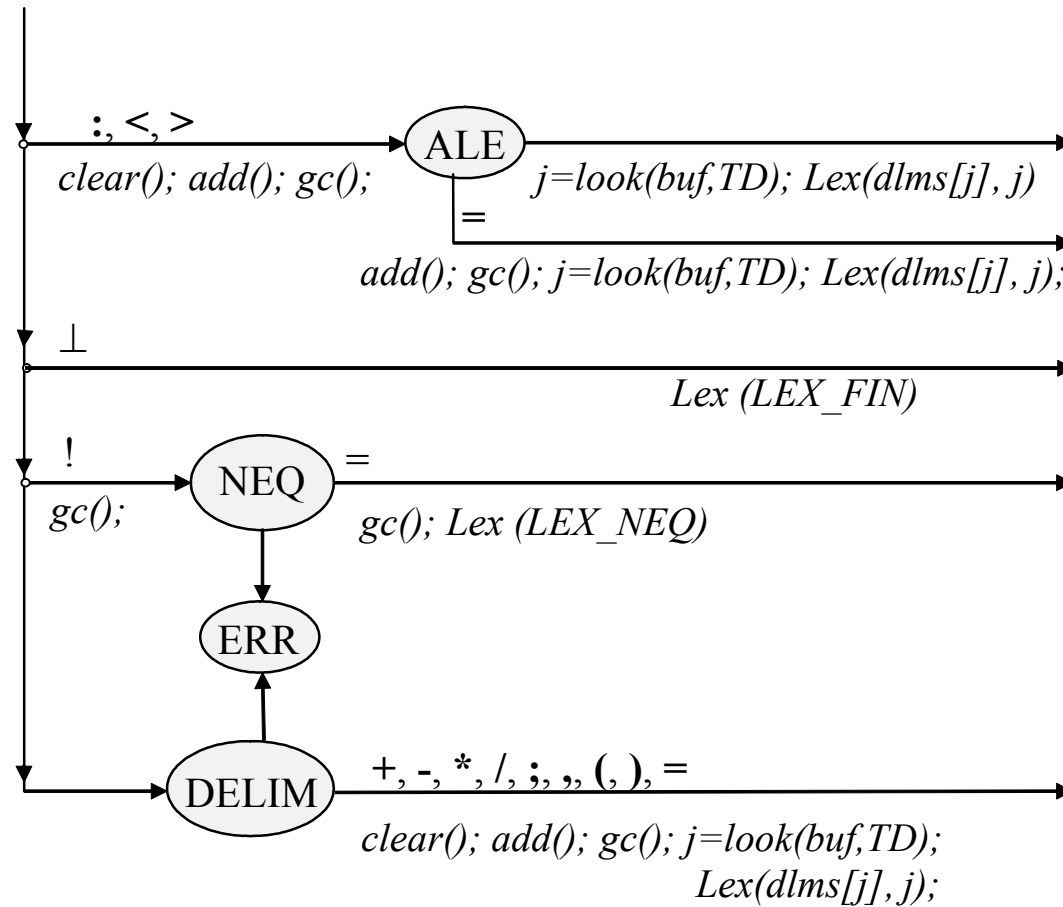 :, <, >
ALE
clear(); add(); gc();
j=look(buf,TD); Lex(dlms[j], j)
=
add(); gc(); j=look(buf,TD); Lex(dlms[j], j);
⊥
Lex (LEX_FIN)
!
NEQ
=
gc();
gc(); Lex (LEX_NEQ)
ERR
+, -, *, /, ;, ,, (, ), =
DELIM
clear(); add(); gc(); j=look(buf,TD);
Lex(dlms[j], j);